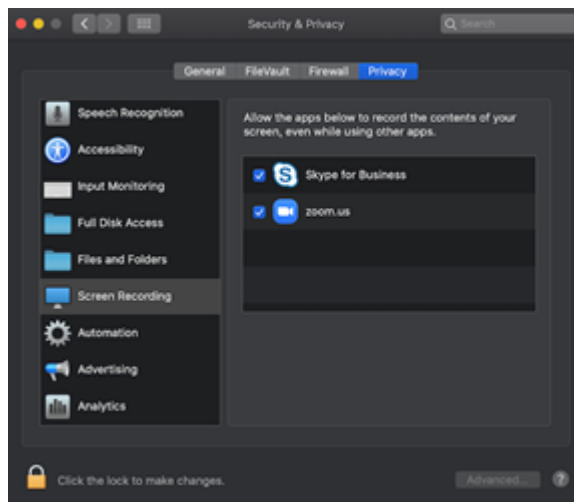 Security & Privacy
Search
General
FileVault
Firewall
Privacy
Speech Recognition
Accessibility
Input Monitoring
Full Disk Access
Files and Folders
Screen Recording
Automation
Advertising
Analytics
Allow the apps below to record the contents of your
screen, even while using other apps.
Skype for Business
zoom.us
Click the lock to make changes.
Advanced...
?